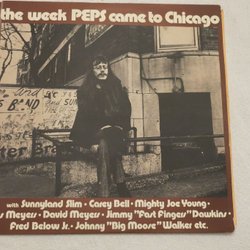 the week PEPS came to Chicago
with Sunnyland Slim · Carey Bell · Mighty Joe Young ·
s Meyers · David Meyers · Jimmy "Fast Finges" Dawkins ·
Fred Below Jr. · Johnny "Big Moose" Walker etc.